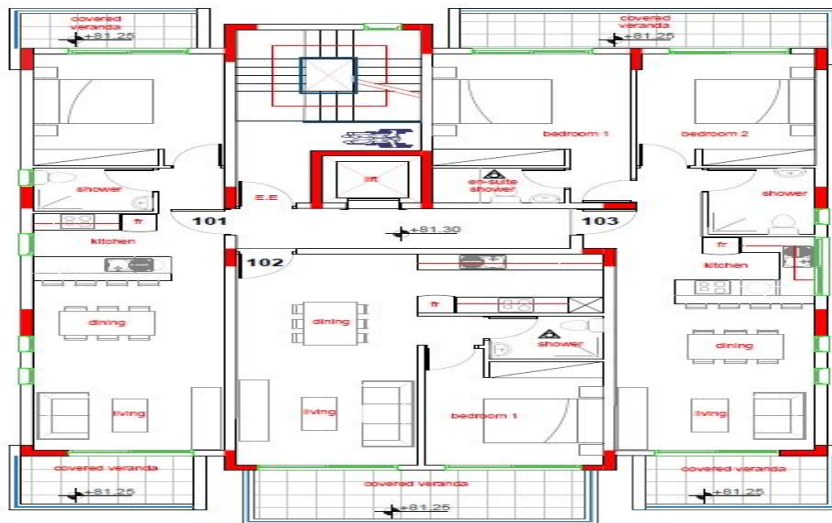 covered
veranda
+81.25
covered
veranda
+81.25
bedroom 1
bedroom 2
lift
shower
en-suite
shower
shower
E.E
101
fr
+81.30
103
kitchen
102
fr
kitchen
fr
dining
dining
shower
dining
living
living
bedroom 1
living
covered veranda
+81.25
covered veranda
+81.25
covered veranda
+81.25